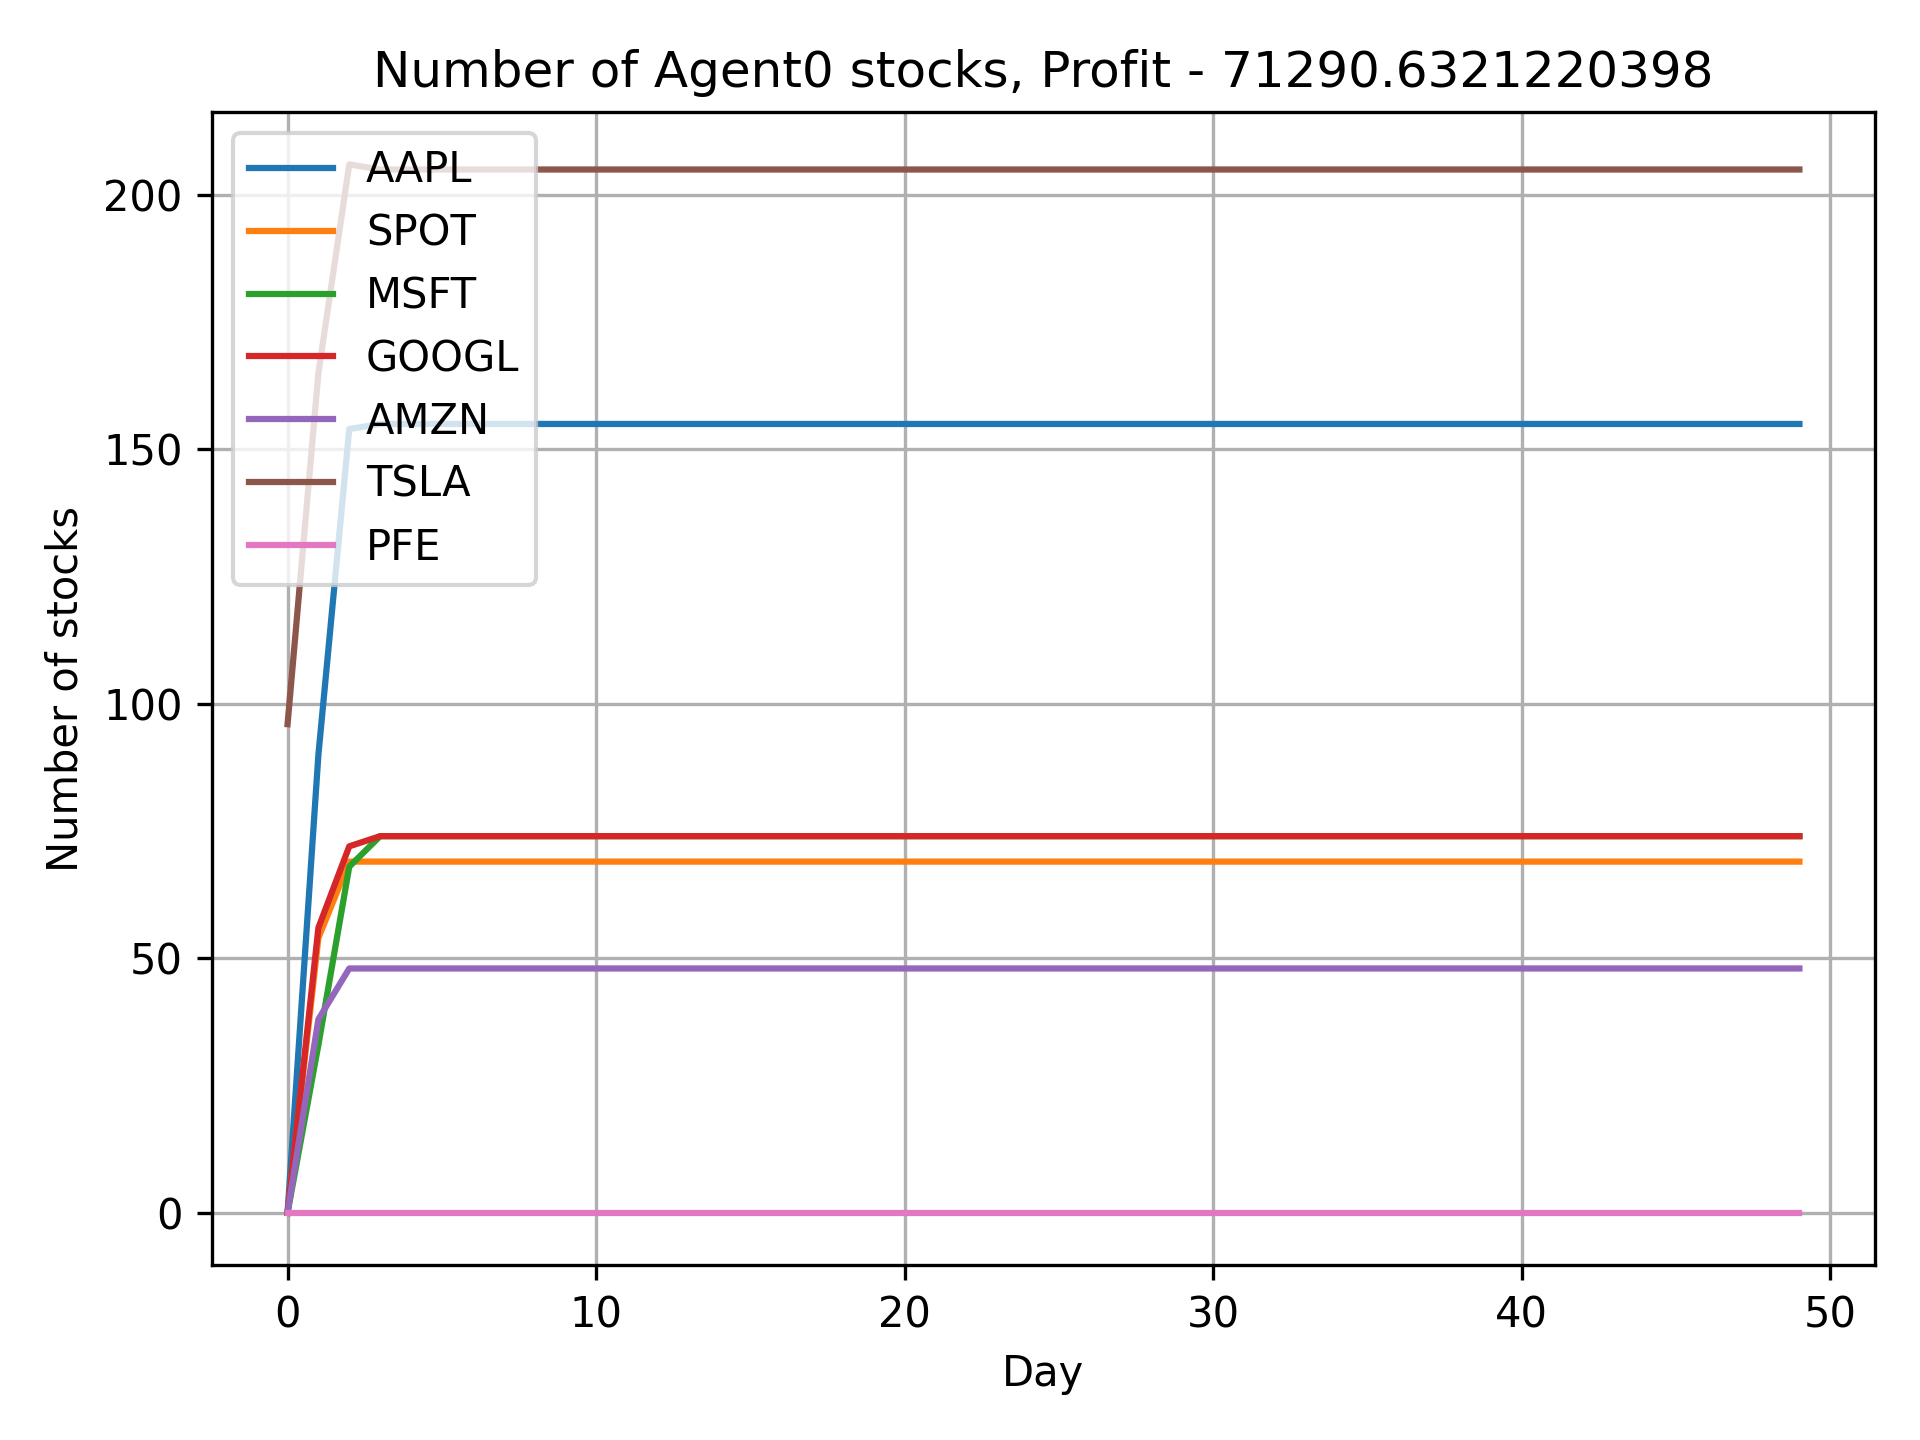 Number of Agent0 stocks, Profit - 71290.6321220398
AAPL
SPOT
MSFT
GOOGL
AMZN
TSLA
PFE
Number of stocks
200
150
100
50
0
0 10 20 30 40 50
Day